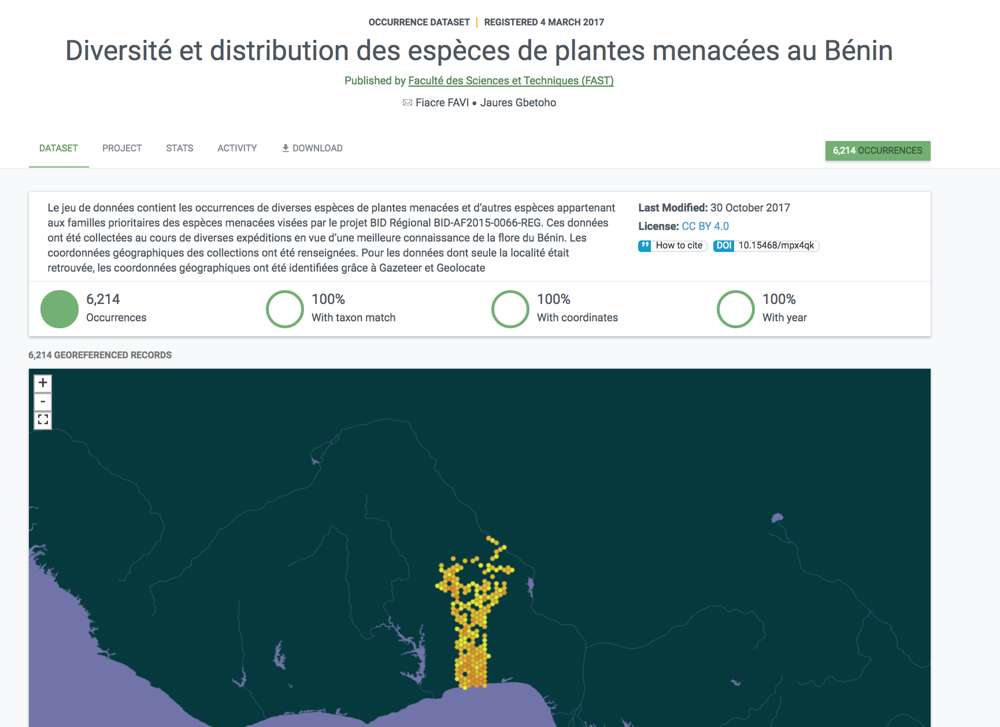 OCCURRENCE DATASET | REGISTERED 4 MARCH 2017
Diversité et distribution des espèces de plantes menacées au Bénin
Published by Faculté des Sciences et Techniques (FAST)
Fiacre FAVI • Jaures Gbetoho
DATASET PROJECT STATS ACTIVITY DOWNLOAD
6,214 OCCURRENCES
Le jeu de données contient les occurrences de diverses espèces de plantes menacées et d’autres espèces appartenant
aux familles prioritaires des espèces menacées visées par le projet BID Régional BID-AF2015-0066-REG. Ces données
ont été collectées au cours de diverses expéditions en vue d’une meilleure connaissance de la flore du Bénin. Les
coordonnées géographiques des collections ont été renseignées. Pour les données dont seule la localité était
retrouvée, les coordonnées géographiques ont été identifiées grâce à Gazeteer et Geolocate
Last Modified: 30 October 2017
License: CC BY 4.0
” How to cite DOI 10.15468/mpx4qk
6,214
Occurrences
100%
With taxon match
100%
With coordinates
100%
With year
6,214 GEOREFERENCED RECORDS
+
-